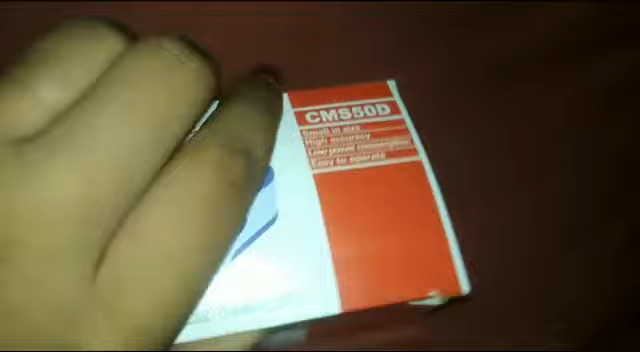 CMS50D
Small in size
High accuracy
Low power consumption
Easy to operate